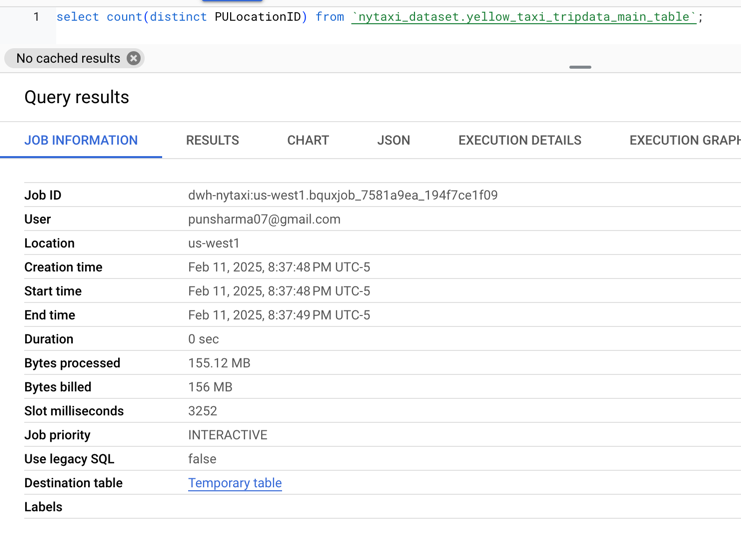 1 select count(distinct PULocationID) from `nytaxi_dataset.yellow_taxi_tripdata_main_table`;
No cached results
Query results
JOB INFORMATION RESULTS CHART JSON EXECUTION DETAILS EXECUTION GRAPH
Job ID dwh-nytaxi:us-west1.bquxjob_7581a9ea_194f7ce1f09
User punsharma07@gmail.com
Location us-west1
Creation time Feb 11, 2025, 8:37:48 PM UTC-5
Start time Feb 11, 2025, 8:37:48 PM UTC-5
End time Feb 11, 2025, 8:37:49 PM UTC-5
Duration 0 sec
Bytes processed 155.12 MB
Bytes billed 156 MB
Slot milliseconds 3252
Job priority INTERACTIVE
Use legacy SQL false
Destination table Temporary table
Labels